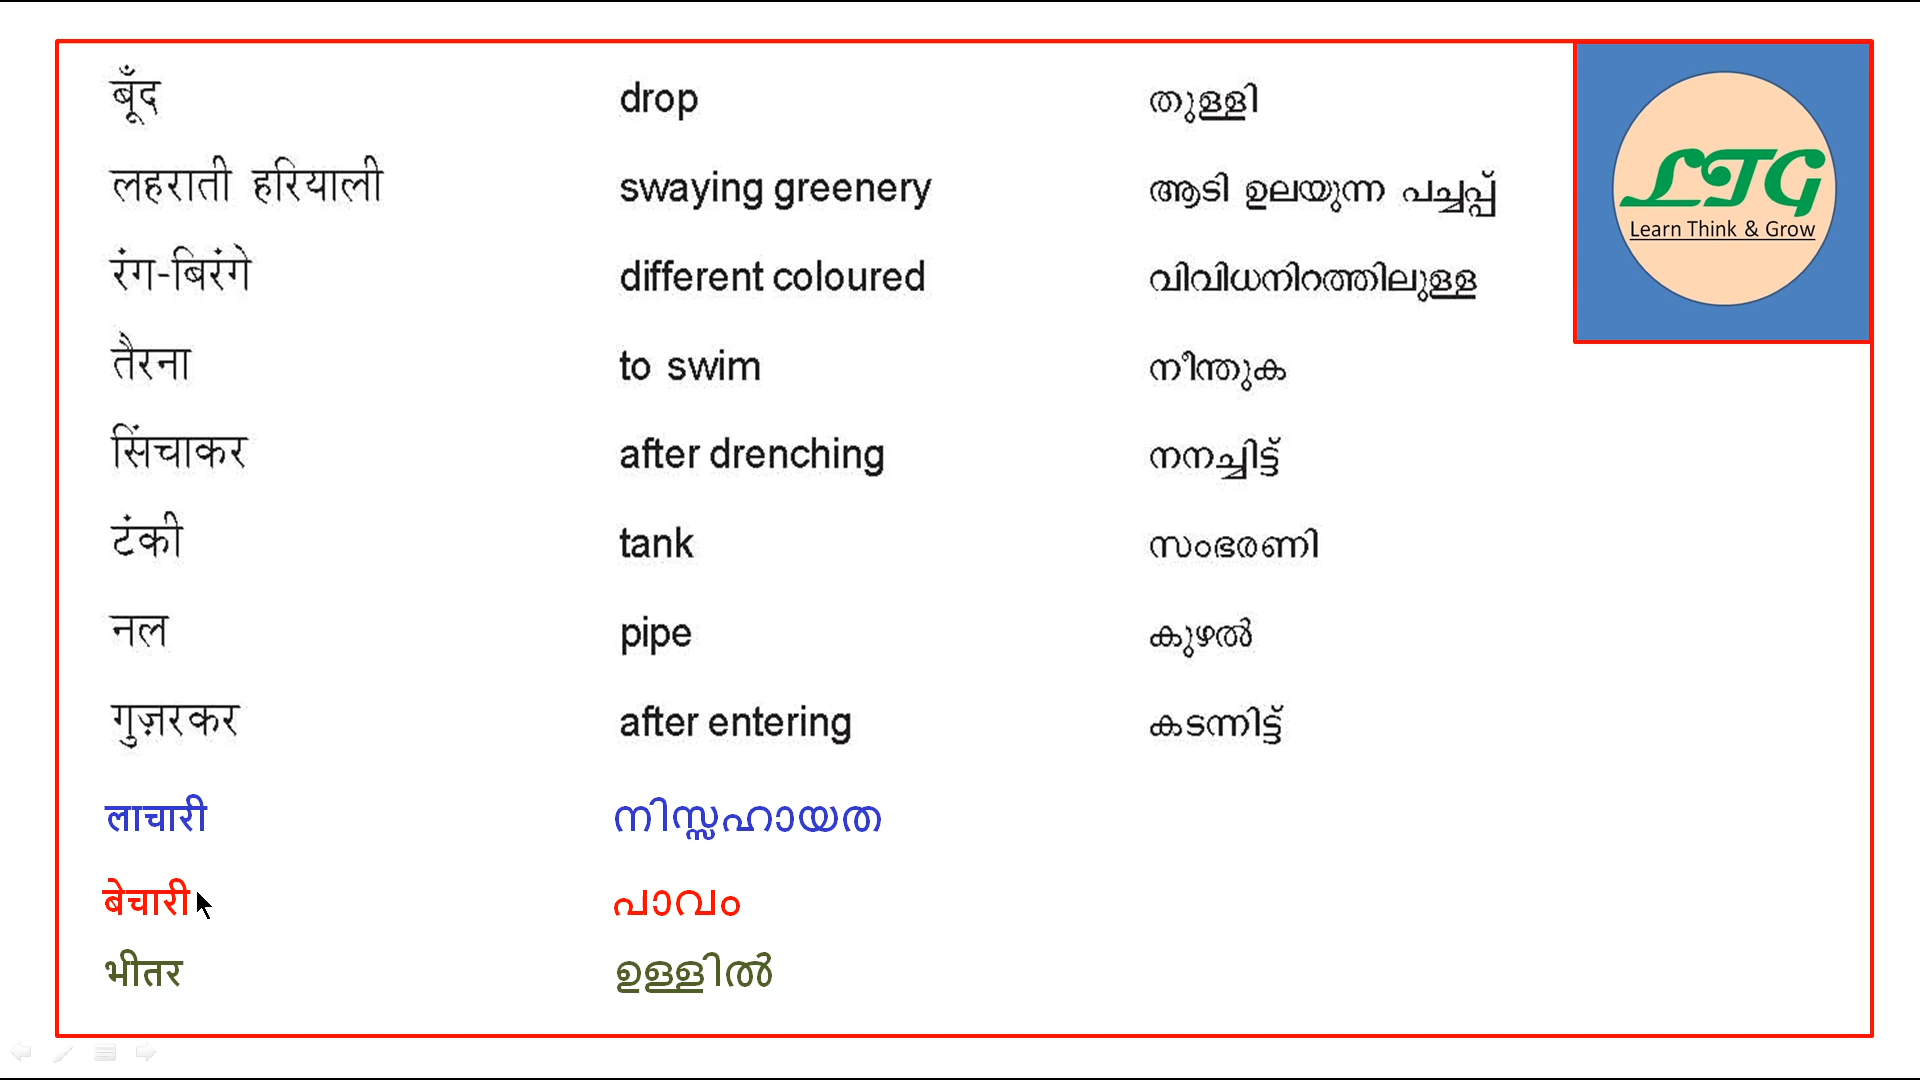 बूँद drop തുള്ളി
लहराती हरियाली swaying greenery ആടി ഉലയുന്ന പച്ചപ്പ്
रंग-बिरंगे different coloured വിവിധനിറത്തിലുള്ള
तैरना to swim നീന്തുക
सिंचाकर after drenching നനച്ചിട്ട്
टंकी tank സംഭരണി
नल pipe കുഴൽ
गुज़रकर after entering കടന്നിട്ട്
लाचारी നിസ്സഹായത
बेचारी പാവം
भीतर ഉള്ളിൽ
LTG
Learn Think & Grow